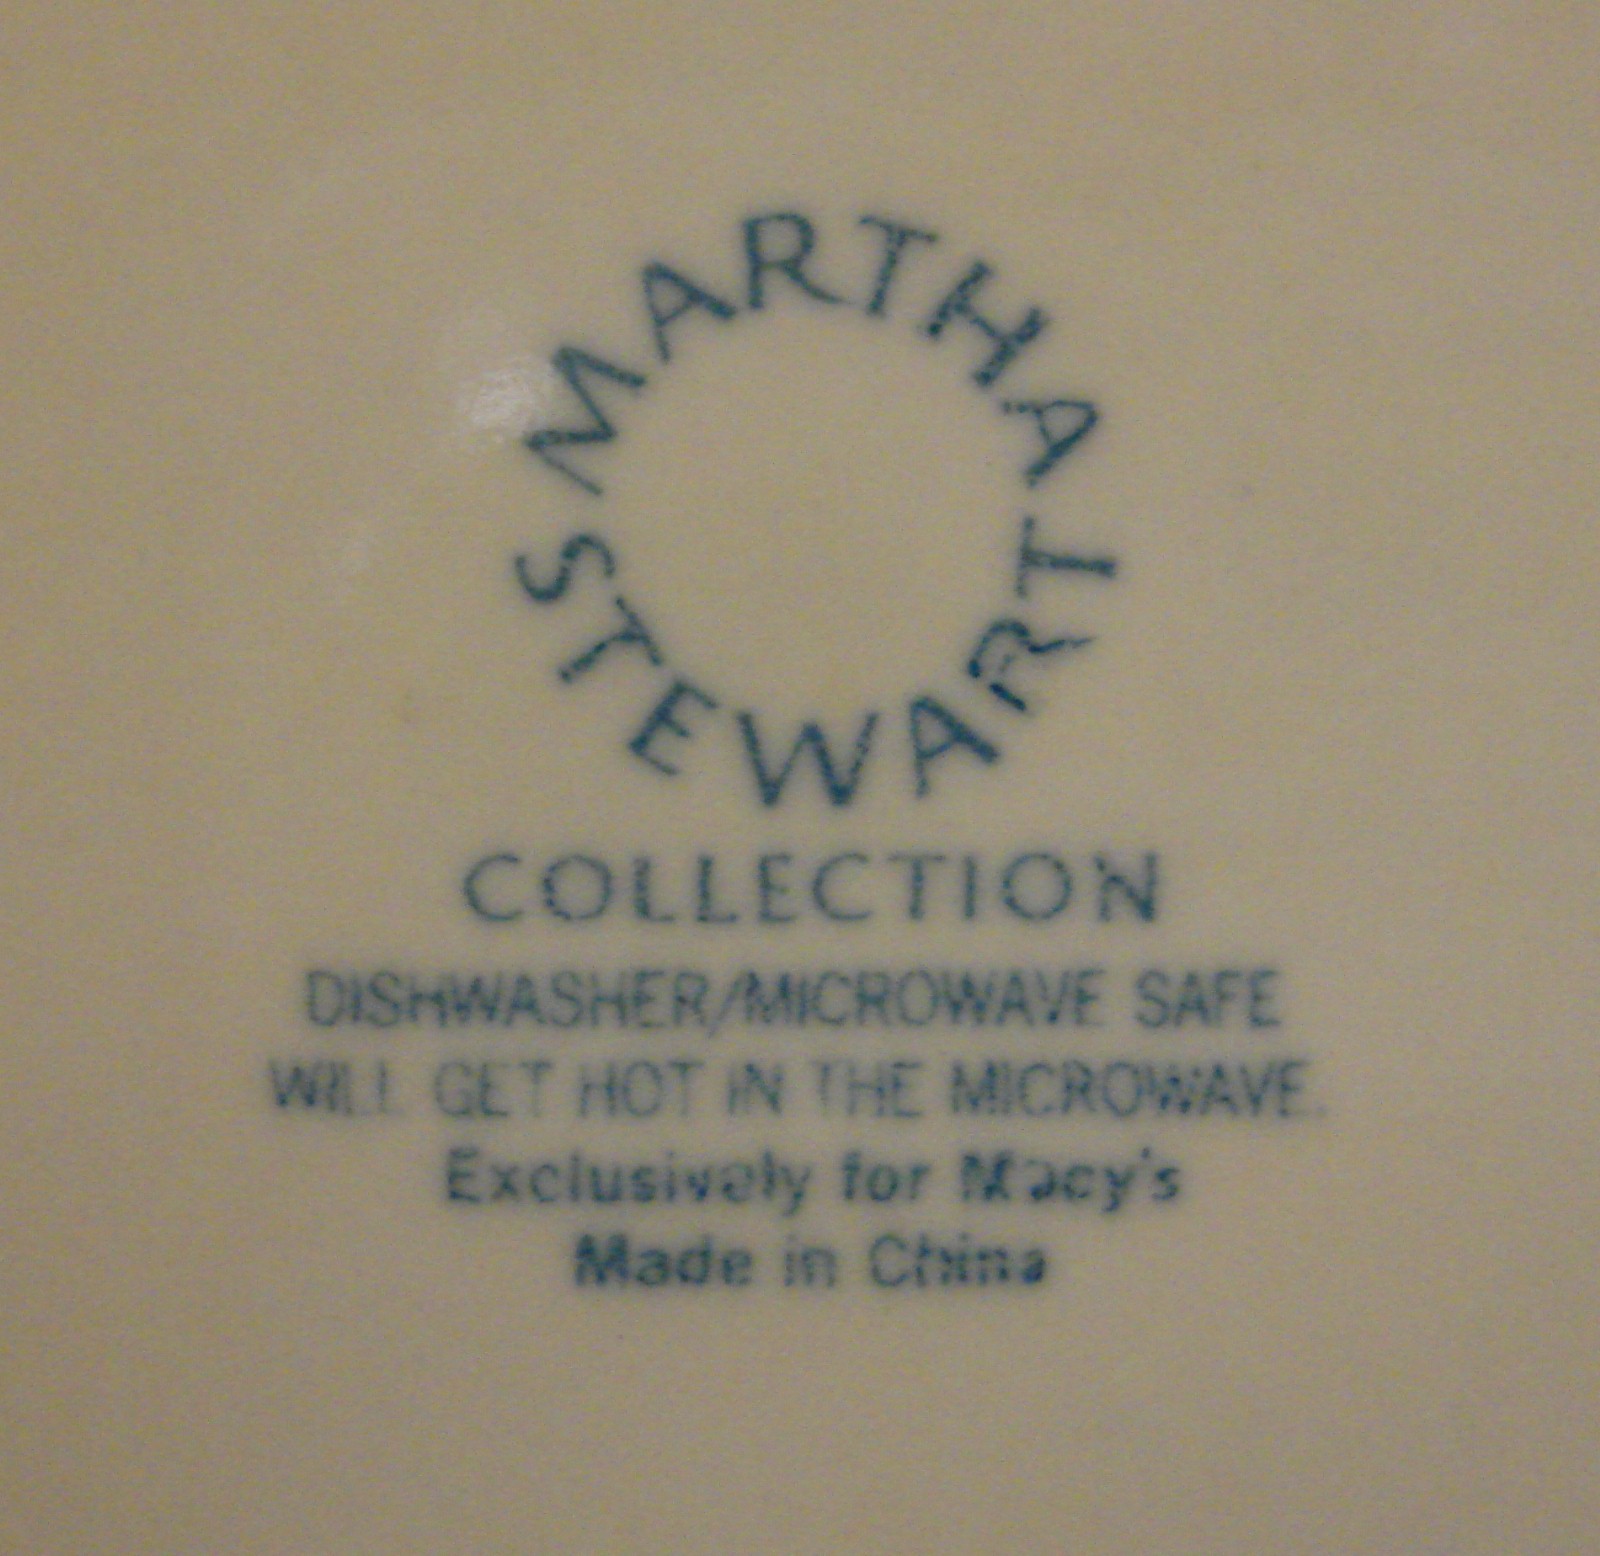 MARTHA
STEWART
COLLECTION
DISHWASHER/MICROWAVE SAFE
WILL GET HOT IN THE MICROWAVE.
Exclusively for Macy's
Made in China